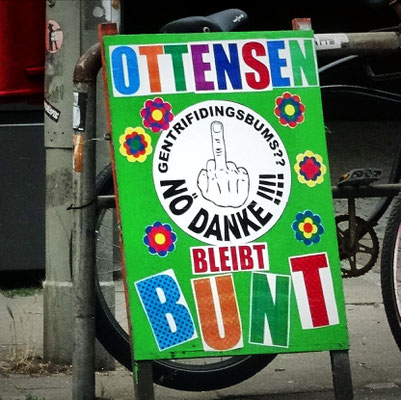 OTTENSEN
GENTRIFIDINGSBUMS??
NÖ DANKE!!!!
BLEIBT
BUNT